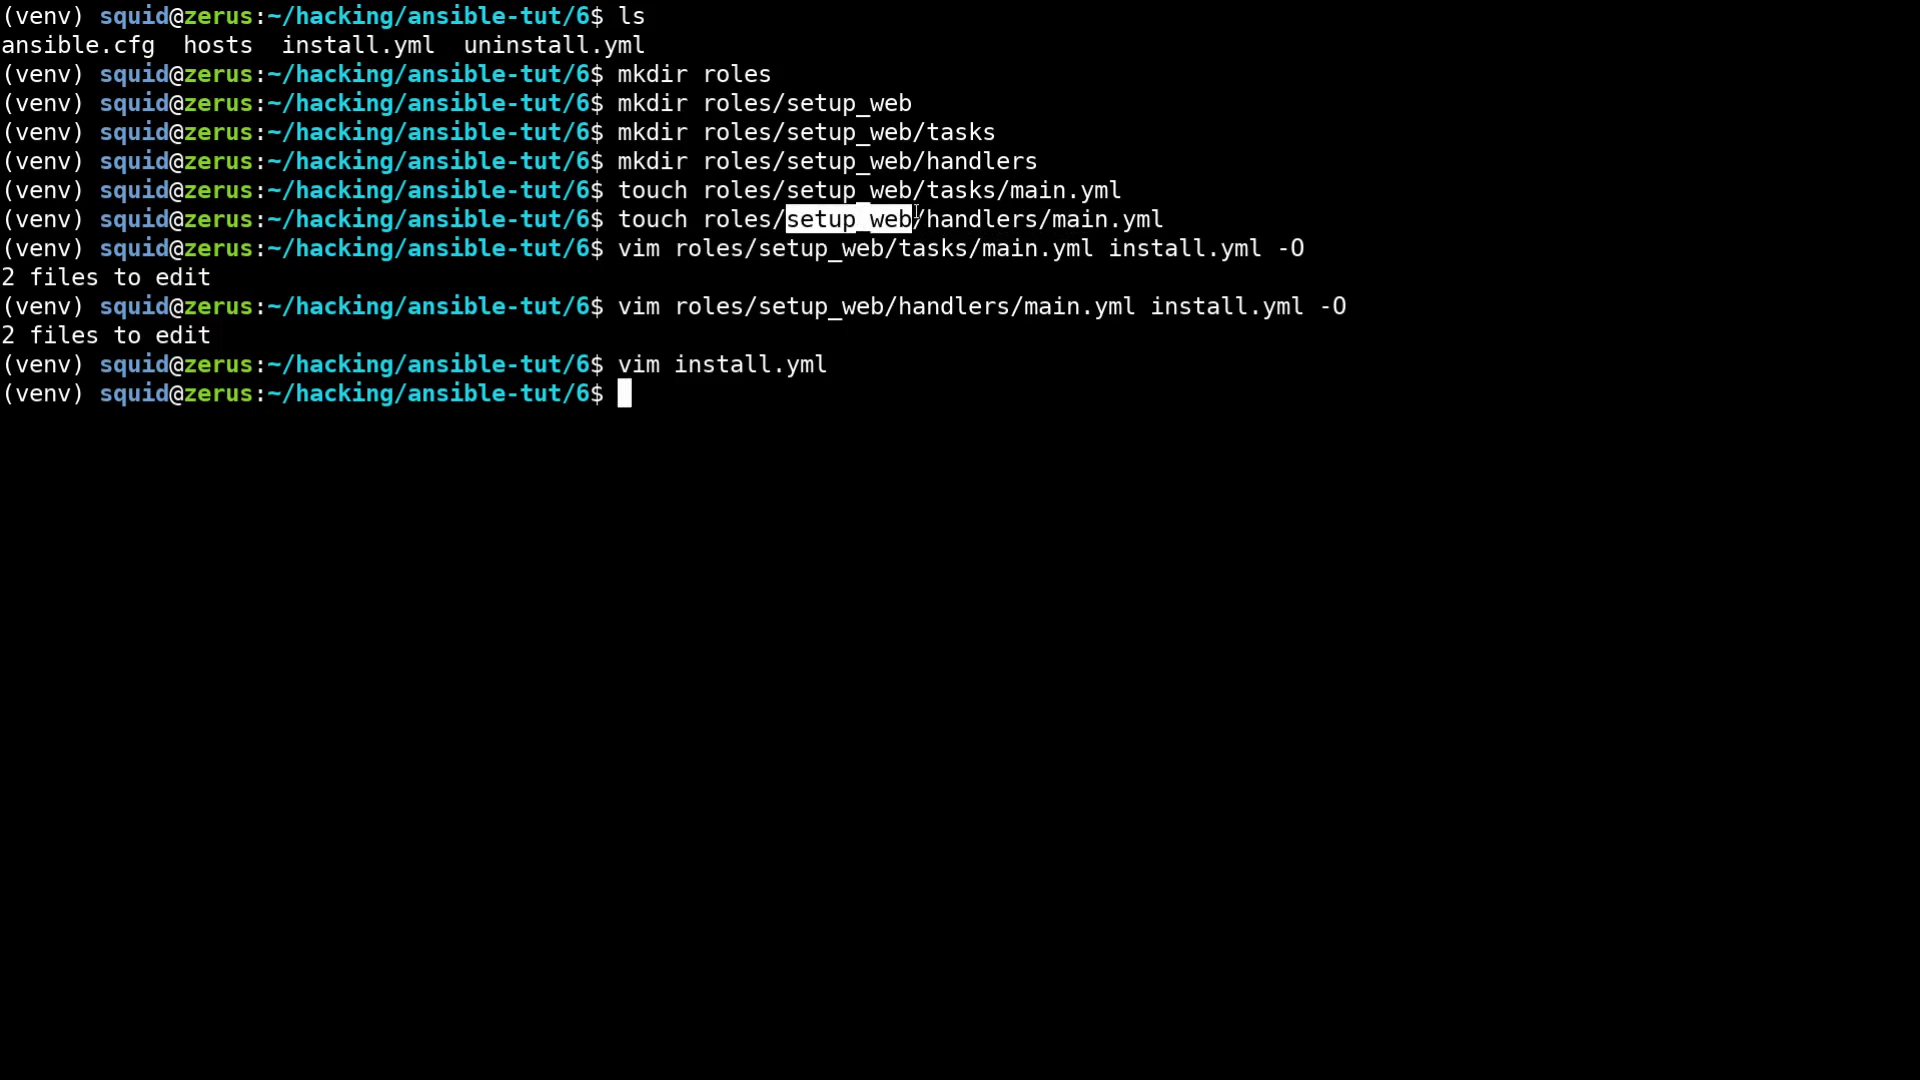 (venv) squid@zerus:~/hacking/ansible-tut/6$ ls
ansible.cfg  hosts  install.yml  uninstall.yml
(venv) squid@zerus:~/hacking/ansible-tut/6$ mkdir roles
(venv) squid@zerus:~/hacking/ansible-tut/6$ mkdir roles/setup_web
(venv) squid@zerus:~/hacking/ansible-tut/6$ mkdir roles/setup_web/tasks
(venv) squid@zerus:~/hacking/ansible-tut/6$ mkdir roles/setup_web/handlers
(venv) squid@zerus:~/hacking/ansible-tut/6$ touch roles/setup_web/tasks/main.yml
(venv) squid@zerus:~/hacking/ansible-tut/6$ touch roles/setup_web/handlers/main.yml
(venv) squid@zerus:~/hacking/ansible-tut/6$ vim roles/setup_web/tasks/main.yml install.yml -O
2 files to edit
(venv) squid@zerus:~/hacking/ansible-tut/6$ vim roles/setup_web/handlers/main.yml install.yml -O
2 files to edit
(venv) squid@zerus:~/hacking/ansible-tut/6$ vim install.yml
(venv) squid@zerus:~/hacking/ansible-tut/6$